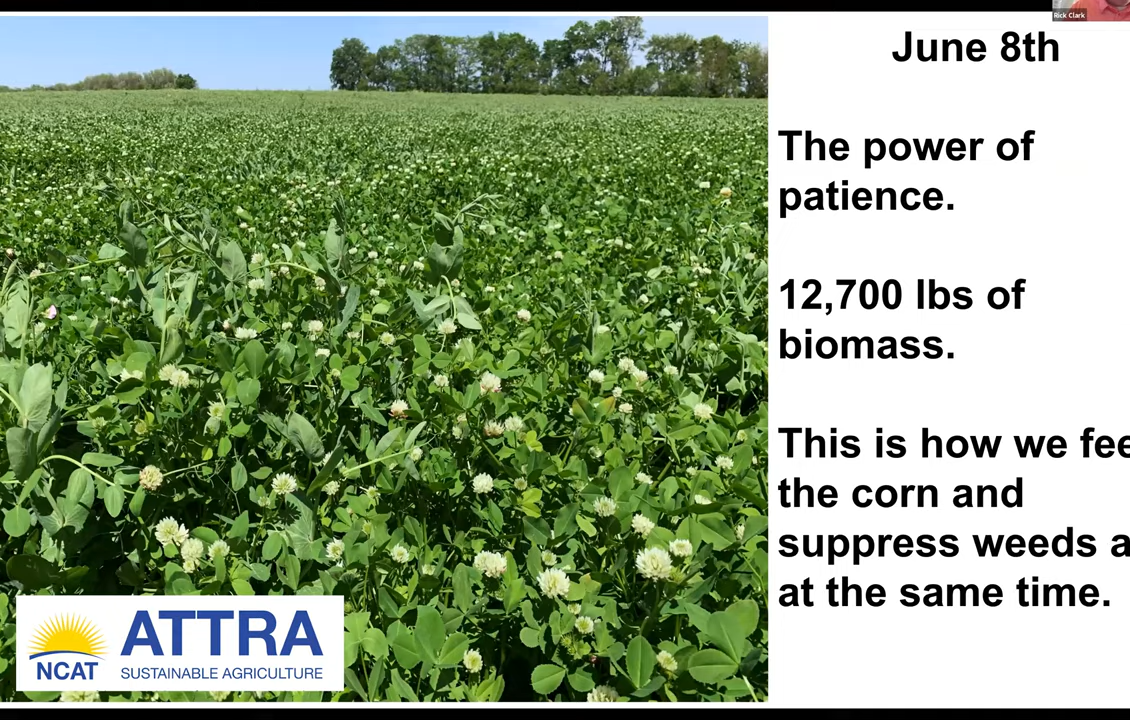 Rick Clark
June 8th
The power of
patience.
12,700 lbs of
biomass.
This is how we fee
the corn and
suppress weeds a
at the same time.
ATTRA
NCAT
SUSTAINABLE AGRICULTURE